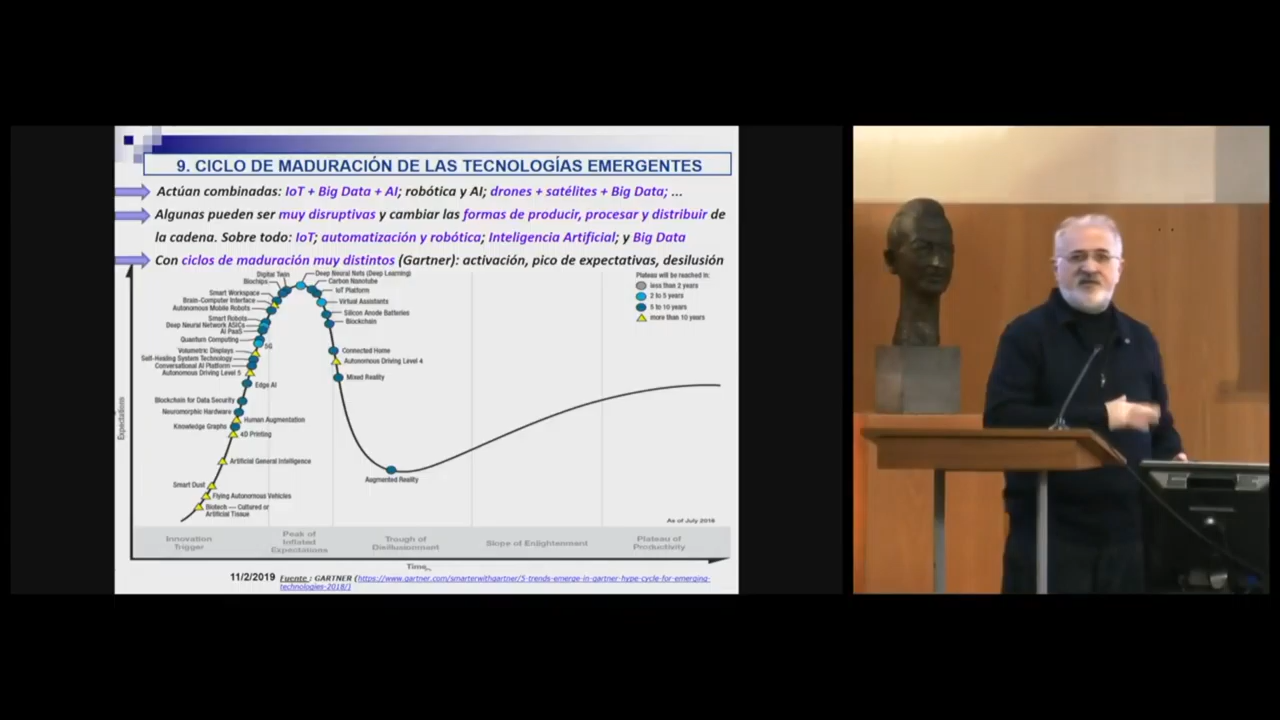 9. CICLO DE MADURACIÓN DE LAS TECNOLOGÍAS EMERGENTES
Actúan combinadas: IoT + Big Data + AI; robótica y AI; drones + satélites + Big Data; ...
Algunas pueden ser muy disruptivas y cambiar las formas de producir, procesar y distribuir de
la cadena. Sobre todo: IoT; automatización y robótica; Inteligencia Artificial; y Big Data
Con ciclos de maduración muy distintos (Gartner): activación, pico de expectativas, desilusión
Expectations
Digital Twin
Biochips
Smart Workspace
Brain-Computer Interface
Autonomous Mobile Robots
Smart Robots
Deep Neural Network ASICs
AI PaaS
Quantum Computing
5G
Volumetric Displays
Self-Healing System Technology
Conversational AI Platform
Autonomous Driving Level 5
Edge AI
Blockchain for Data Security
Neuromorphic Hardware
Human Augmentation
Knowledge Graphs
4D Printing
Artificial General Intelligence
Smart Dust
Flying Autonomous Vehicles
Biotech — Cultured or
Artificial Tissue
Deep Neural Nets (Deep Learning)
Carbon Nanotube
IoT Platform
Virtual Assistants
Silicon Anode Batteries
Blockchain
Connected Home
Autonomous Driving Level 4
Mixed Reality
Augmented Reality
Plateau will be reached in:
less than 2 years
2 to 5 years
5 to 10 years
more than 10 years
As of July 2018
Innovation
Trigger
Peak of
Inflated
Expectations
Trough of
Disillusionment
Slope of Enlightenment
Plateau of
Productivity
Time
11/2/2019
Fuente : GARTNER (https://www.gartner.com/smarterwithgartner/5-trends-emerge-in-gartner-hype-cycle-for-emerging-
technologies-2018/)